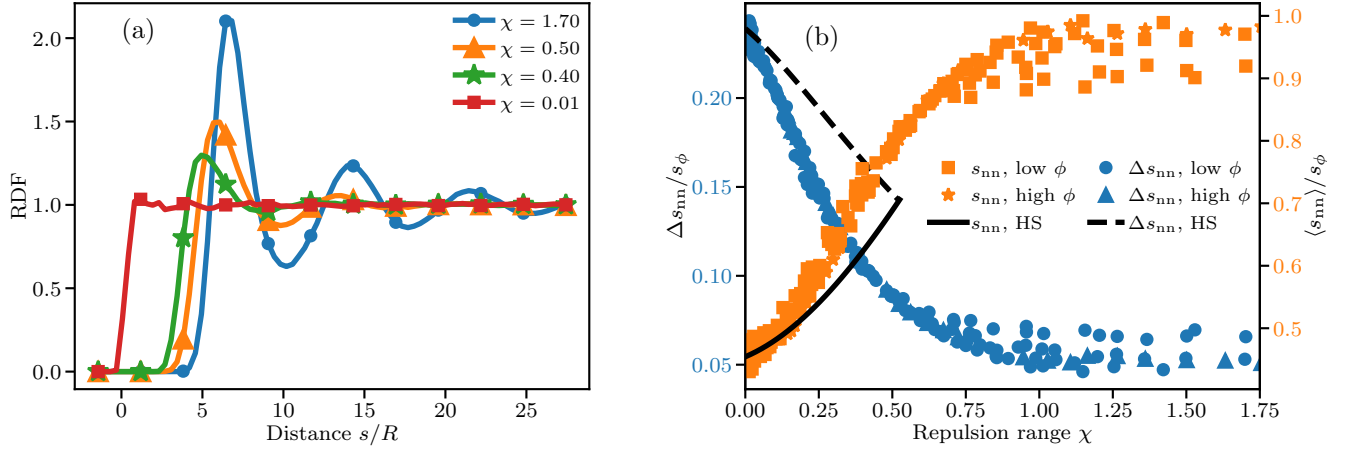 (a)
χ = 1.70
χ = 0.50
χ = 0.40
χ = 0.01
2.0
1.5
1.0
0.5
0.0
RDF
0
5
10
15
20
25
Distance s/R
(b)
0.20
0.15
0.10
0.05
Δs_nn/s_ϕ
s_nn, low ϕ
s_nn, high ϕ
s_nn, HS
Δs_nn, low ϕ
Δs_nn, high ϕ
Δs_nn, HS
1.0
0.9
0.8
0.7
0.6
0.5
⟨s_nn⟩/s_ϕ
0.00
0.25
0.50
0.75
1.00
1.25
1.50
1.75
Repulsion range χ